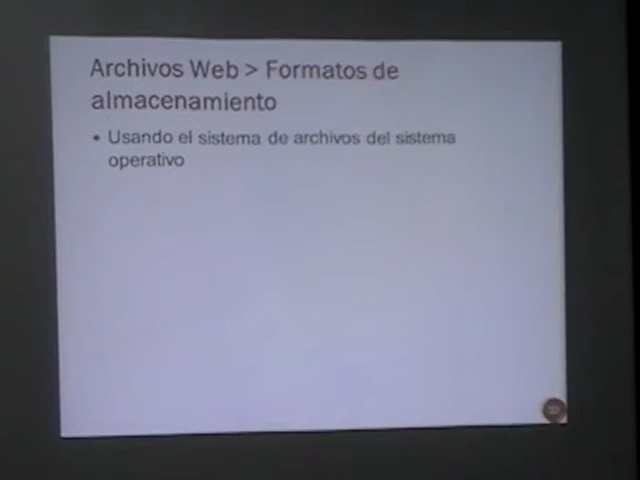 Archivos Web > Formatos de
almacenamiento
• Usando el sistema de archivos del sistema
operativo